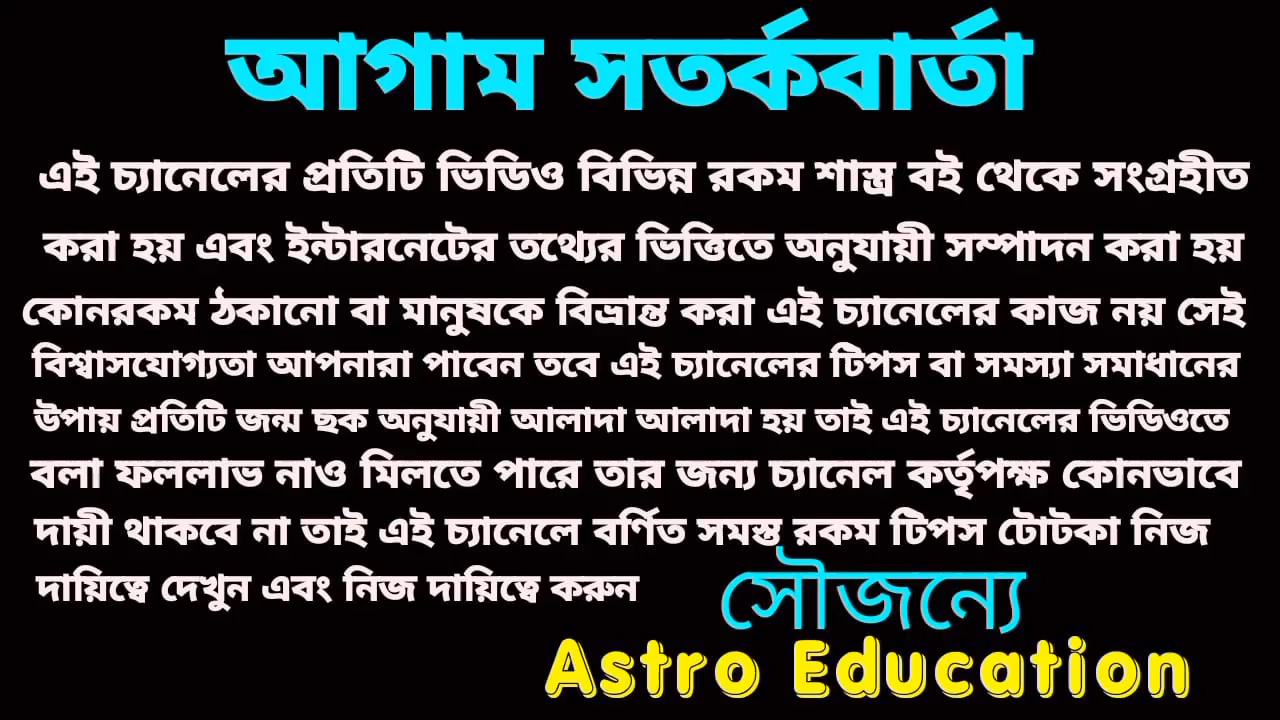 আগাম সতর্কবার্তা
এই চ্যানেলের প্রতিটি ভিডিও বিভিন্ন রকম শাস্ত্র বই থেকে সংগ্রহীত
করা হয় এবং ইন্টারনেটের তথ্যের ভিত্তিতে অনুযায়ী সম্পাদন করা হয়
কোনরকম ঠকানো বা মানুষকে বিভ্রান্ত করা এই চ্যানেলের কাজ নয় সেই
বিশ্বাসযোগ্যতা আপনারা পাবেন তবে এই চ্যানেলের টিপস বা সমস্যা সমাধানের
উপায় প্রতিটি জন্ম ছক অনুযায়ী আলাদা আলাদা হয় তাই এই চ্যানেলের ভিডিওতে
বলা ফললাভ নাও মিলতে পারে তার জন্য চ্যানেল কর্তৃপক্ষ কোনভাবে
দায়ী থাকবে না তাই এই চ্যানেলে বর্ণিত সমস্ত রকম টিপস টোটকা নিজ
দায়িত্বে দেখুন এবং নিজ দায়িত্বে করুন
সৌজন্যে
Astro Education